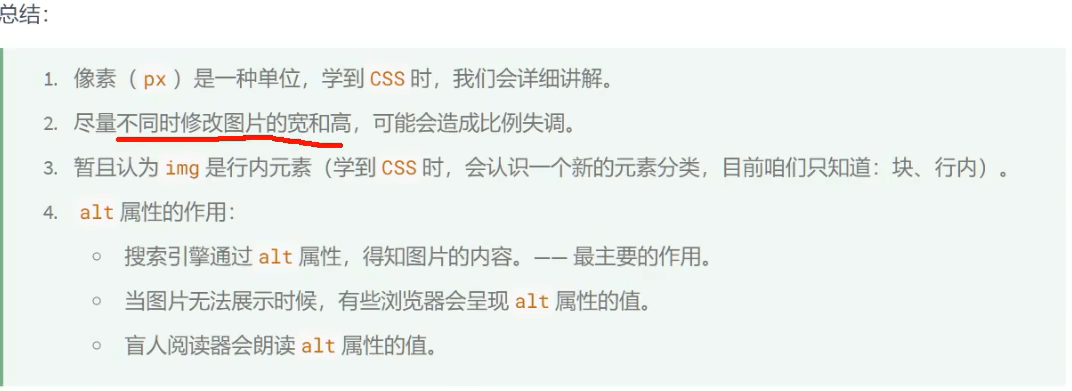 总结：
1. 像素（ px ）是一种单位，学到 CSS 时，我们会详细讲解。
2. 尽量不同时修改图片的宽和高，可能会造成比例失调。
3. 暂且认为 img 是行内元素（学到 CSS 时，会认识一个新的元素分类，目前咱们只知道：块、行内）。
4. alt 属性的作用：
○ 搜索引擎通过 alt 属性，得知图片的内容。—— 最主要的作用。
○ 当图片无法展示时候，有些浏览器会呈现 alt 属性的值。
○ 盲人阅读器会朗读 alt 属性的值。